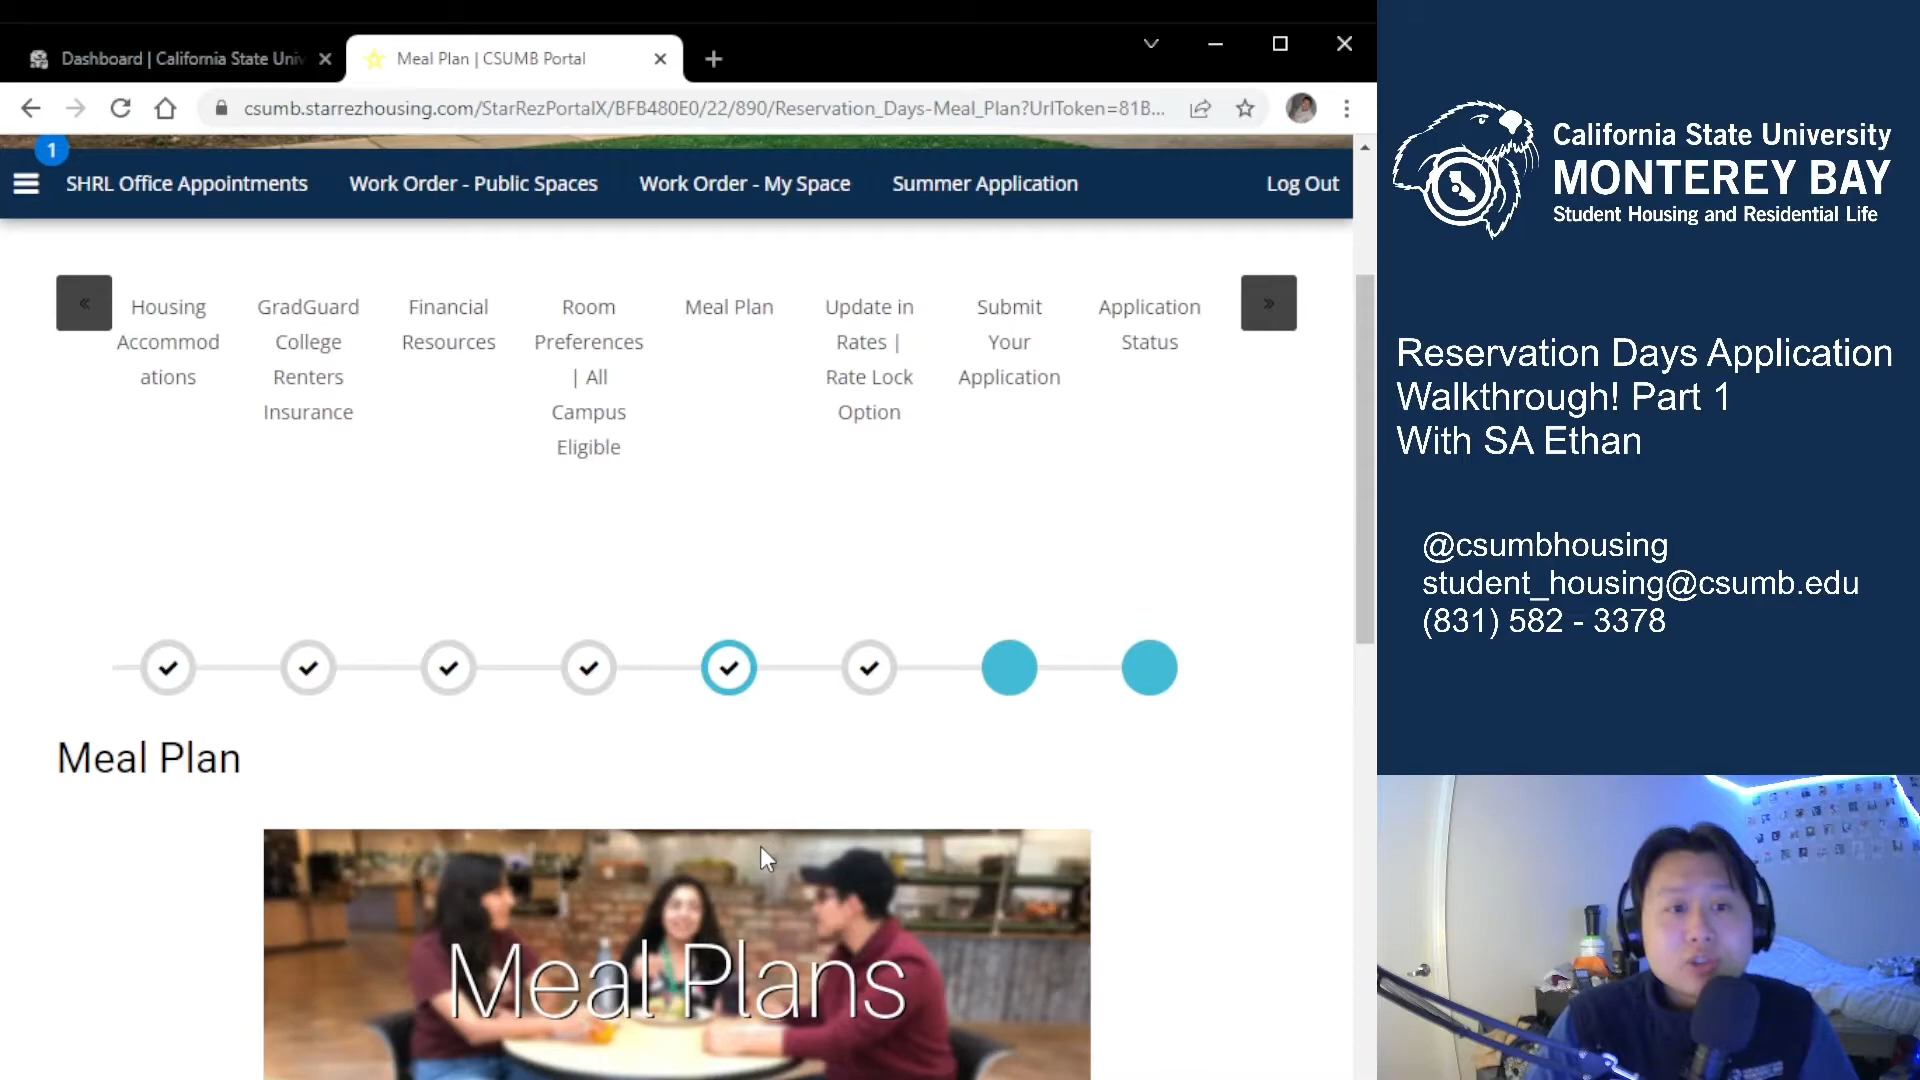 Dashboard | California State Univ
Meal Plan | CSUMB Portal
csumb.starrezhousing.com/StarRezPortalX/BFB480E0/22/890/Reservation_Days-Meal_Plan?UrlToken=81B...
1
SHRL Office Appointments
Work Order - Public Spaces
Work Order - My Space
Summer Application
Log Out
«
Housing
Accommod
ations
GradGuard
College
Renters
Insurance
Financial
Resources
Room
Preferences
| All
Campus
Eligible
Meal Plan
Update in
Rates |
Rate Lock
Option
Submit
Your
Application
Application
Status
»
Meal Plan
Meal Plans
California State University
MONTEREY BAY
Student Housing and Residential Life
Reservation Days Application
Walkthrough! Part 1
With SA Ethan
@csumbhousing
student_housing@csumb.edu
(831) 582 - 3378